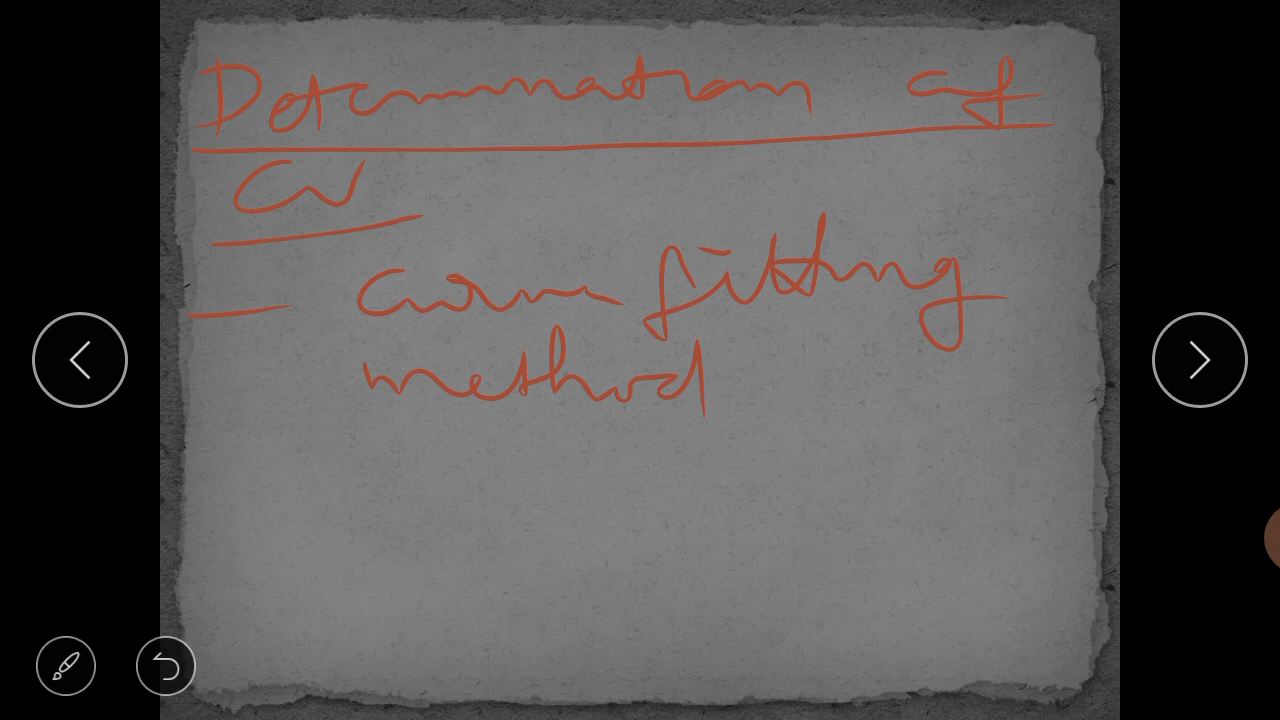 Determination of
Cv
- Curve fitting
method